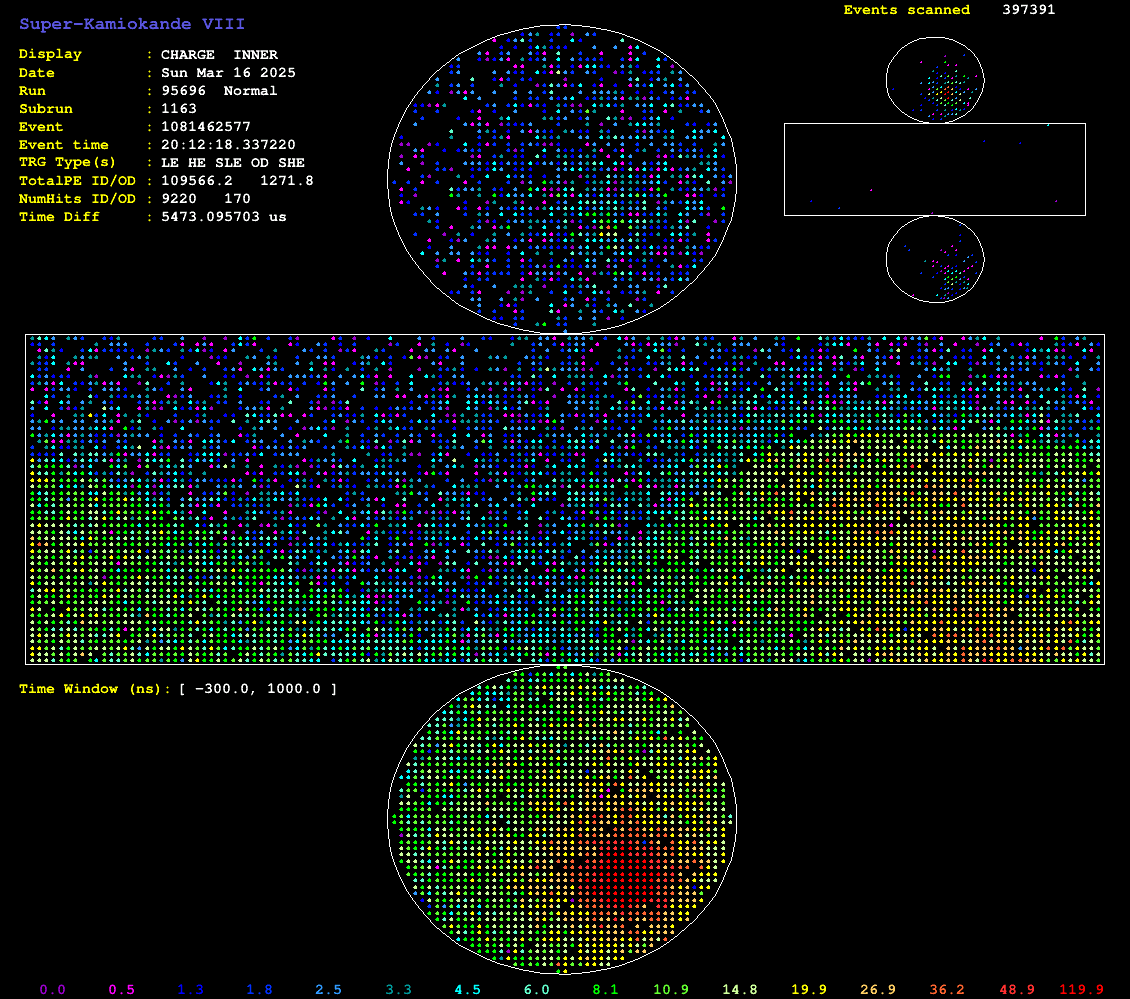 Super-Kamiokande VIII
Events scanned 397391
Display : CHARGE INNER
Date : Sun Mar 16 2025
Run : 95696 Normal
Subrun : 1163
Event : 1081462577
Event time : 20:12:18.337220
TRG Type(s) : LE HE SLE OD SHE
TotalPE ID/OD : 109566.2 1271.8
NumHits ID/OD : 9220 170
Time Diff : 5473.095703 us
Time Window (ns): [ -300.0, 1000.0 ]
0.0 0.5 1.3 1.8 2.5 3.3 4.5 6.0 8.1 10.9 14.8 19.9 26.9 36.2 48.9 119.9